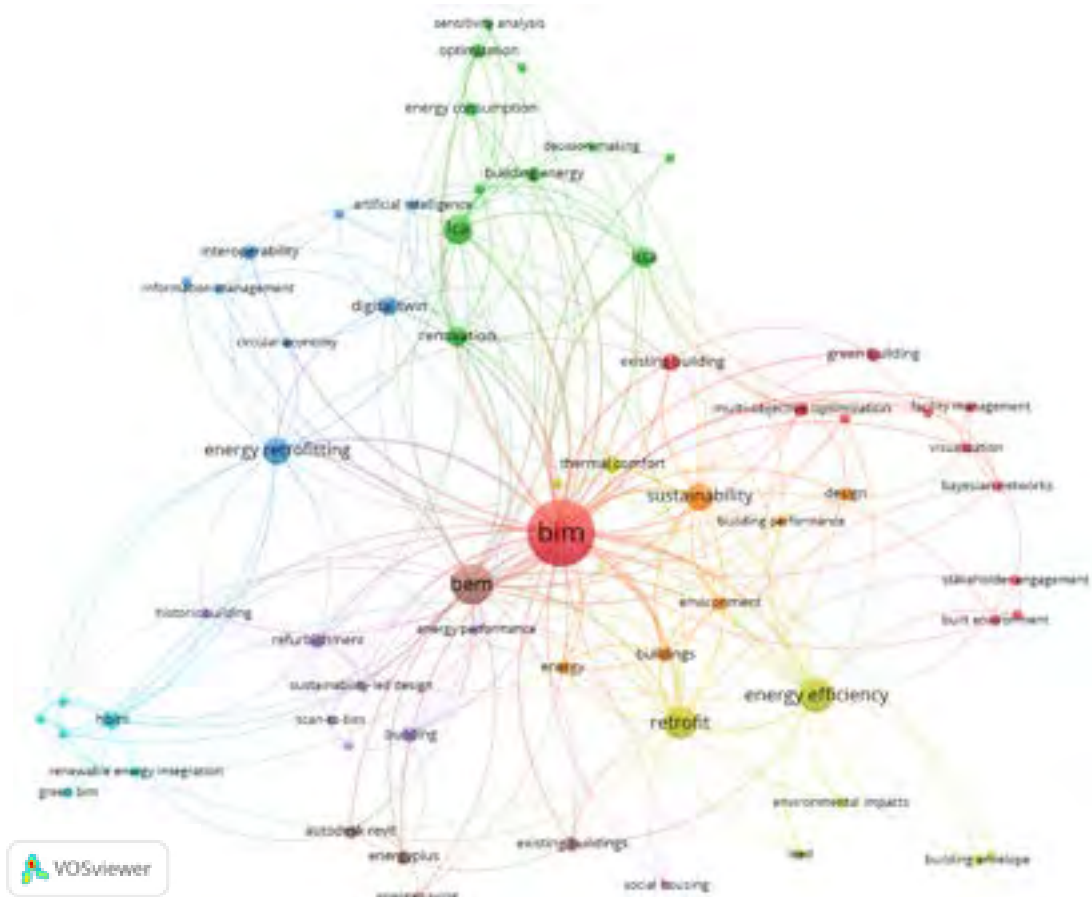 sensitivity analysis
optimization
energy consumption
decision-making
building energy
artificial intelligence
lca
interoperability
lcca
information management
digital twin
renovation
circular economy
existing building
green building
multi-objective optimization
facility management
energy retrofitting
visualisation
thermal comfort
bayesian networks
sustainability
design
building performance
bim
bem
stakeholder engagement
environment
historic building
built environment
energy performance
refurbishment
buildings
energy
sustainability-led design
energy efficiency
hbim
scan-to-bim
retrofit
building
renewable energy integration
green bim
environmental impacts
autodesk revit
existing buildings
energyplus
building envelope
social housing
VOSviewer